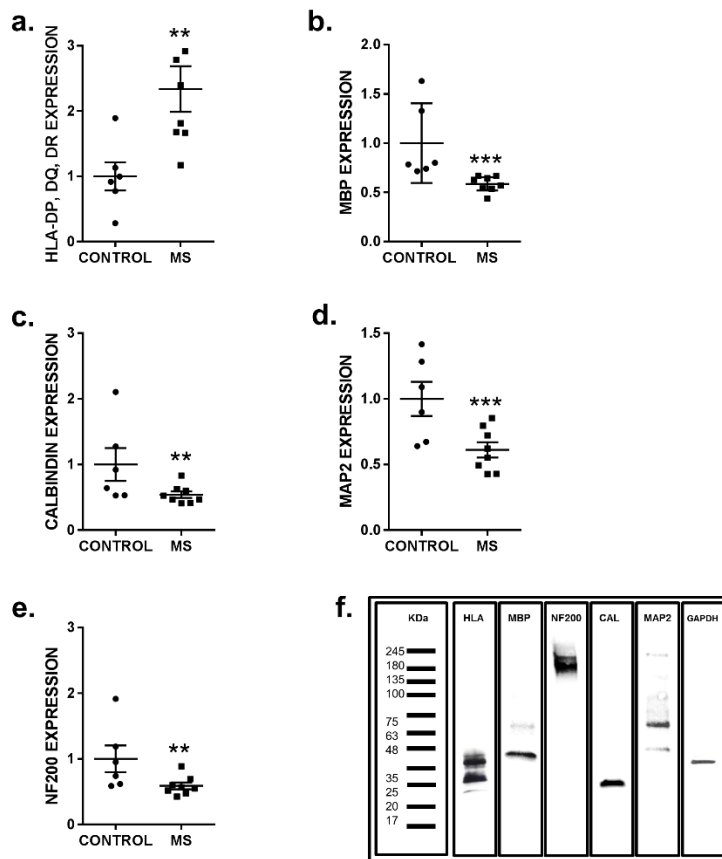 a.
HLA-DP, DQ, DR EXPRESSION
3
2
1
0
**
CONTROL MS
b.
MBP EXPRESSION
2.0
1.5
1.0
0.5
0.0
***
CONTROL MS
c.
CALBINDIN EXPRESSION
3
2
1
0
**
CONTROL MS
d.
MAP2 EXPRESSION
1.5
1.0
0.5
0.0
***
CONTROL MS
e.
NF200 EXPRESSION
3
2
1
0
**
CONTROL MS
f.
KDa HLA MBP NF200 CAL MAP2 GAPDH
245
180
135
100
75
63
48
35
25
20
17